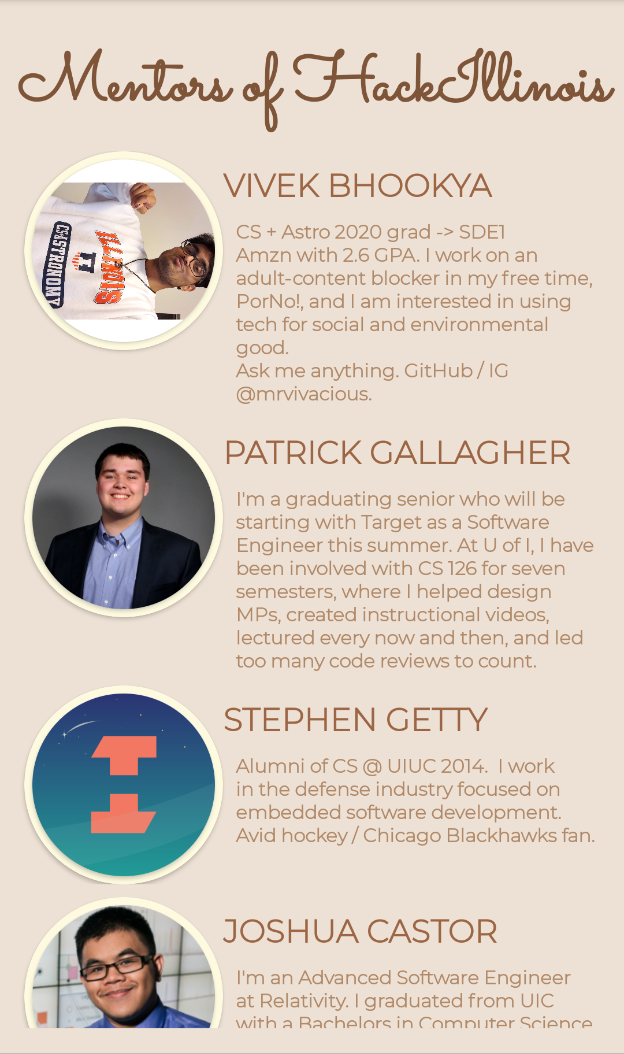 Mentors of HackIllinois
VIVEK BHOOKYA
CS + Astro 2020 grad -> SDE1
Amzn with 2.6 GPA. I work on an
adult-content blocker in my free time,
PorNo!, and I am interested in using
tech for social and environmental
good.
Ask me anything. GitHub / IG
@mrvivacious.
ILLINOIS
I
CS & ASTRONOMY
PATRICK GALLAGHER
I'm a graduating senior who will be
starting with Target as a Software
Engineer this summer. At U of I, I have
been involved with CS 126 for seven
semesters, where I helped design
MPs, created instructional videos,
lectured every now and then, and led
too many code reviews to count.
STEPHEN GETTY
Alumni of CS @ UIUC 2014.  I work
in the defense industry focused on
embedded software development.
Avid hockey / Chicago Blackhawks fan.
I
JOSHUA CASTOR
I'm an Advanced Software Engineer
at Relativity. I graduated from UIC
with a Bachelors in Computer Science